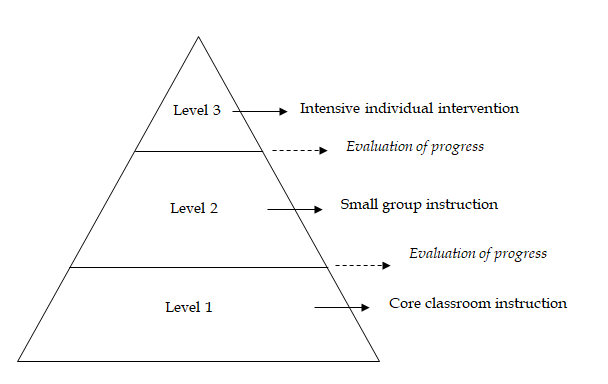 Level 3
Intensive individual intervention
Evaluation of progress
Level 2
Small group instruction
Evaluation of progress
Level 1
Core classroom instruction